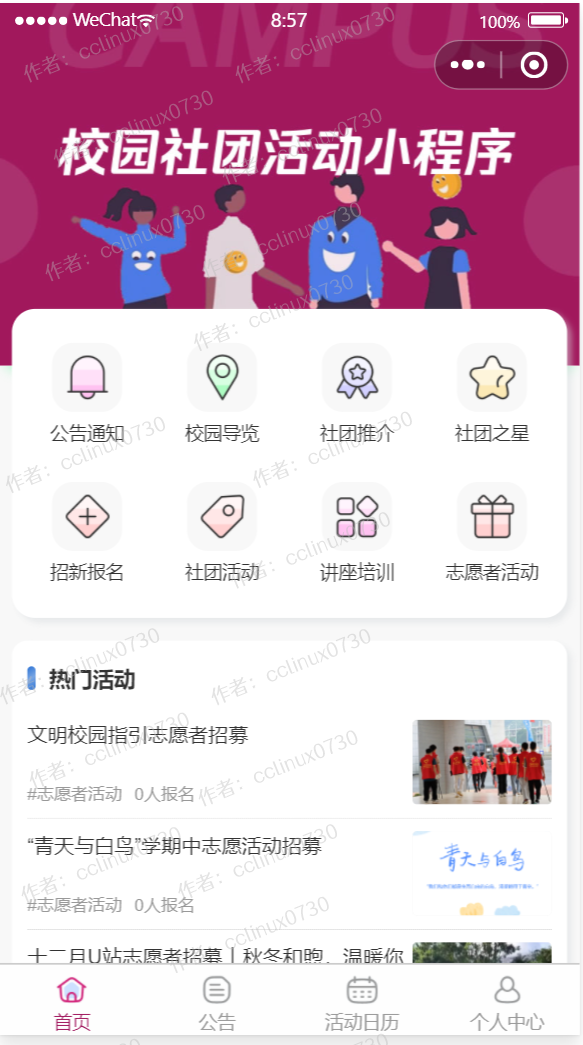 WeChat 8:57 100%
CAMPUS
校园社团活动小程序
公告通知 校园导览 社团推介 社团之星
招新报名 社团活动 讲座培训 志愿者活动
热门活动
文明校园指引志愿者招募
#志愿者活动 0人报名
“青天与白鸟”学期中志愿活动招募
青天与白鸟
#志愿者活动 0人报名
十二月U站志愿者招募丨秋冬和煦，温暖你
首页 公告 活动日历 个人中心
作者：cclinux0730